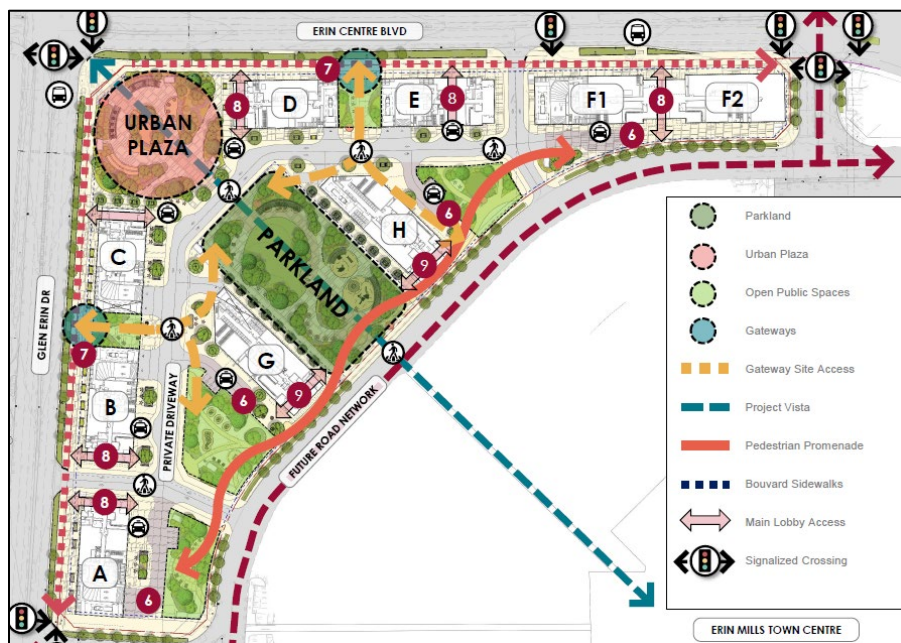 ERIN CENTRE BLVD
7
D
E
8
8
F1
8
F2
URBAN
PLAZA
6
H
6
C
PARKLAND
9
GLEN ERIN DR
7
G
6
9
B
PRIVATE DRIVEWAY
FUTURE ROAD NETWORK
8
8
A
6
Parkland
Urban Plaza
Open Public Spaces
Gateways
Gateway Site Access
Project Vista
Pedestrian Promenade
Bouvard Sidewalks
Main Lobby Access
Signalized Crossing
ERIN MILLS TOWN CENTRE